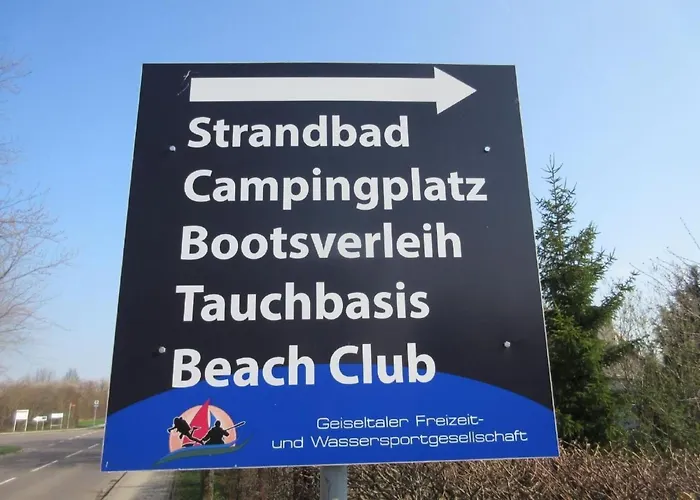 Strandbad
Campingplatz
Bootsverleih
Tauchbasis
Beach Club
Geiseltaler Freizeit-
und Wassersportgesellschaft